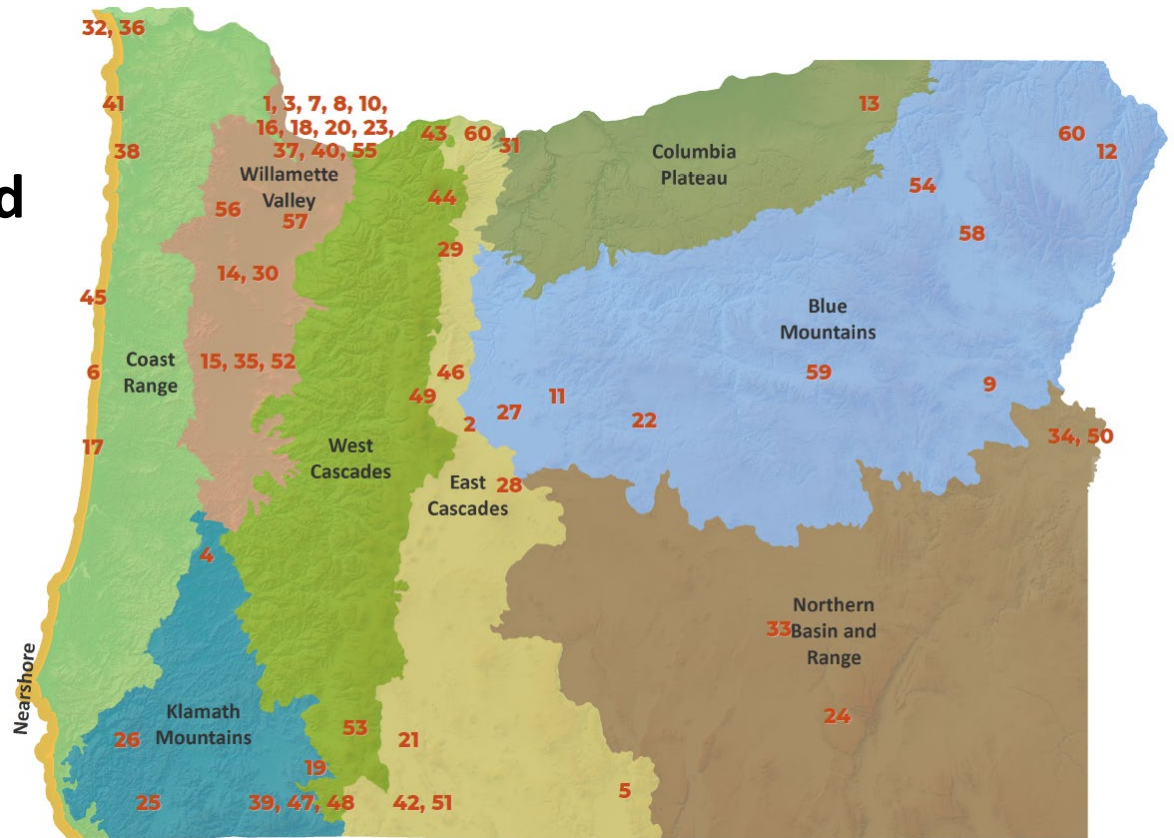 32, 36
41
1, 3, 7, 8, 10,
16, 18, 20, 23,
37, 40, 55
43
60
31
13
60
12
38
Columbia
Plateau
Willamette
Valley
d
56
57
44
54
29
58
14, 30
45
Blue
Mountains
Coast
Range
15, 35, 52
6
46
49
59
9
27
11
2
22
34, 50
17
West
Cascades
28
East
Cascades
4
Northern
Basin and
Range
33
Nearshore
Klamath
Mountains
26
53
21
24
19
25
39, 47, 48
42, 51
5